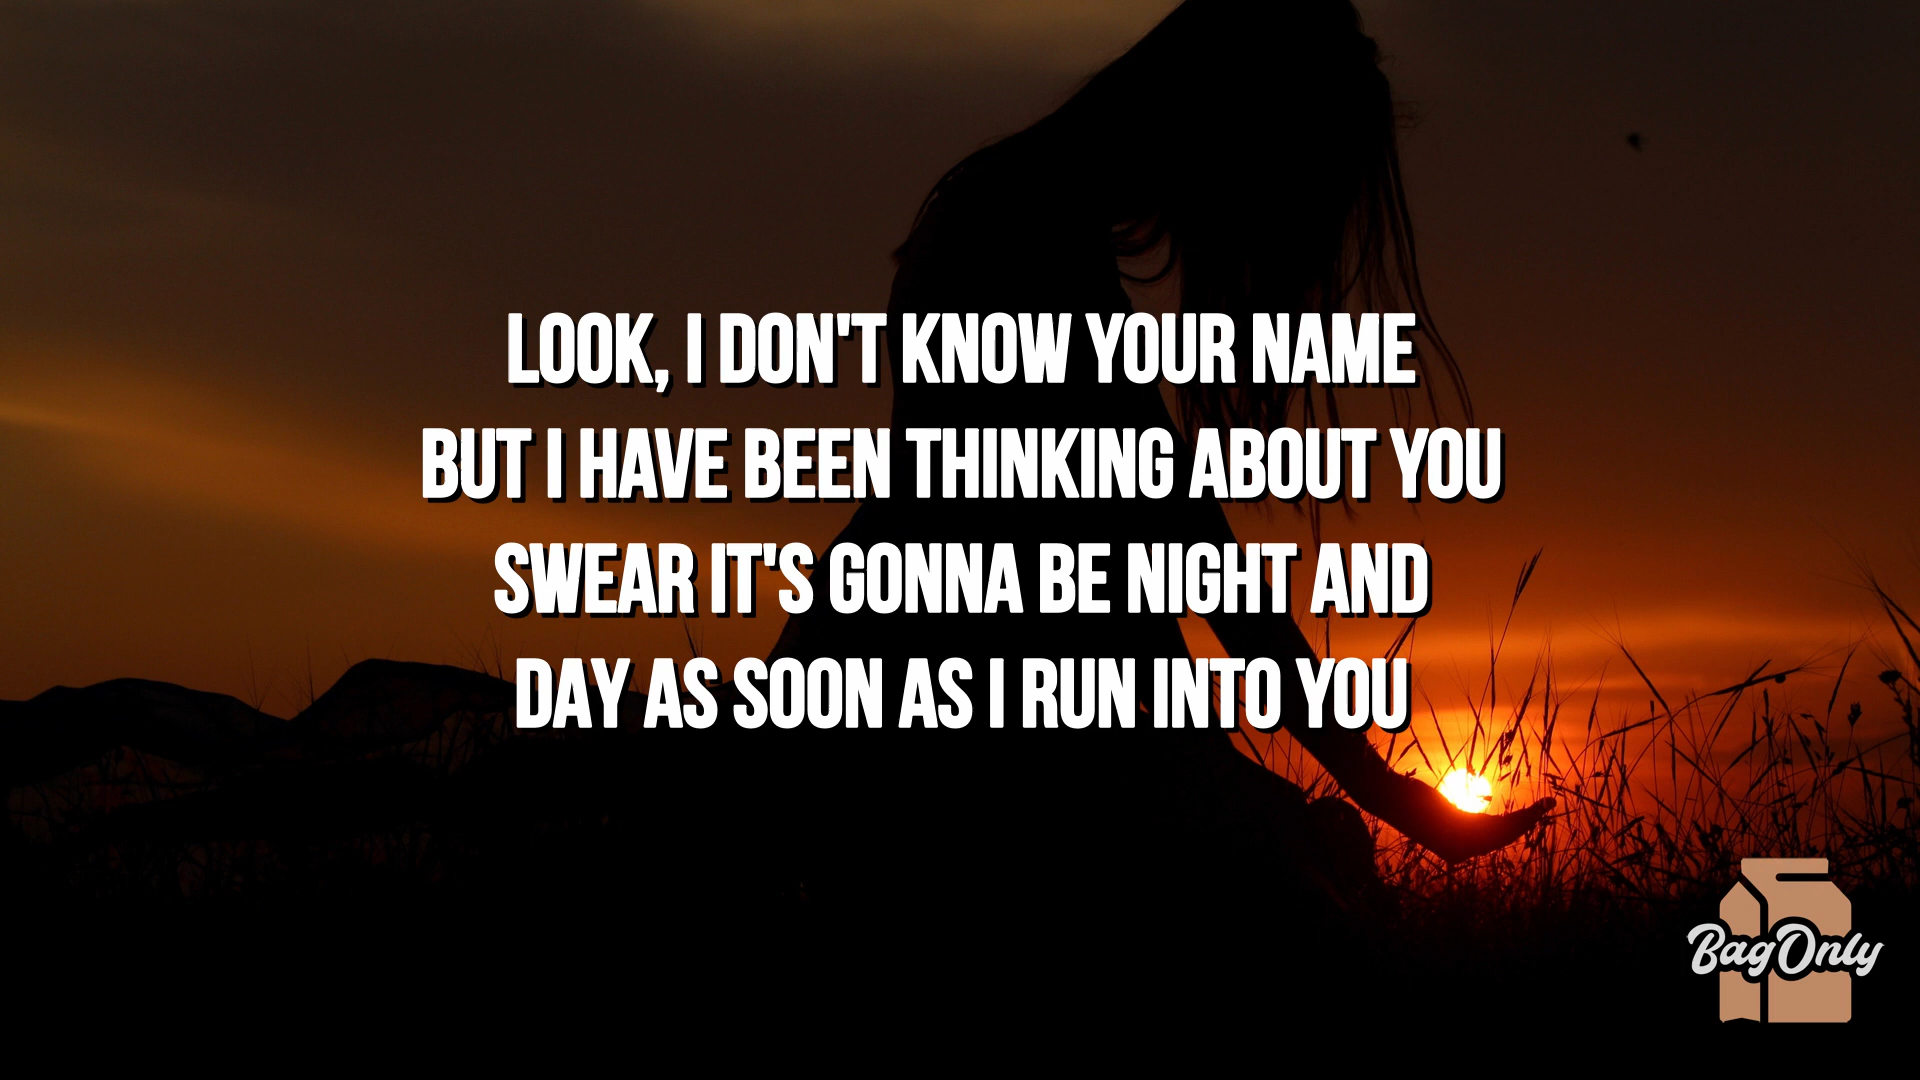 LOOK, I DON'T KNOW YOUR NAME
BUT I HAVE BEEN THINKING ABOUT YOU
SWEAR IT'S GONNA BE NIGHT AND
DAY AS SOON AS I RUN INTO YOU
BagOnly